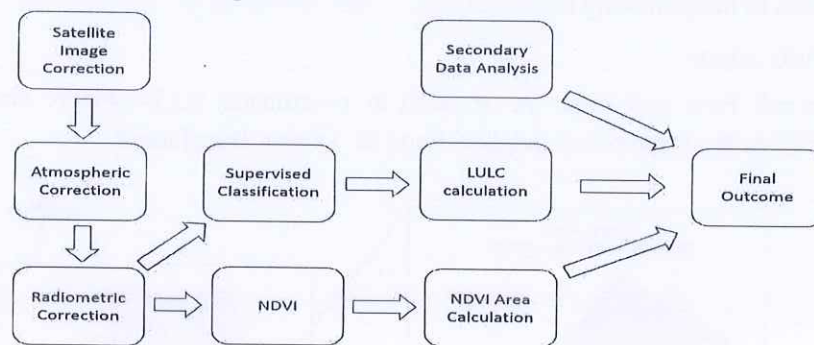 Satellite
Image
Correction
Secondary
Data Analysis
Atmospheric
Correction
Supervised
Classification
LULC
calculation
Final
Outcome
Radiometric
Correction
NDVI
NDVI Area
Calculation